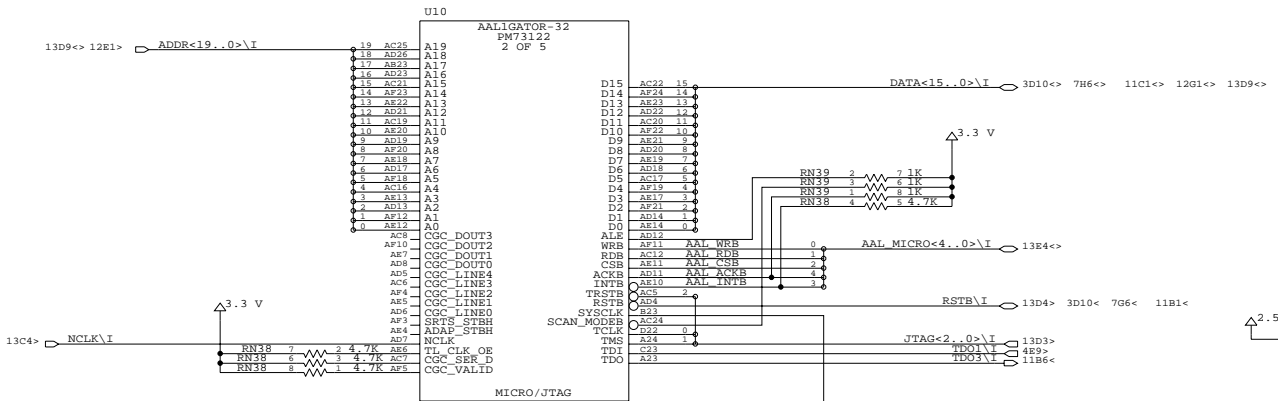 U10
AAL1GATOR-32
PM73122
2 OF 5
13D9<> 12E1> ADDR<19..0>\I
19 AC25 A19
18 AD26 A18
17 AB23 A17
16 AD23 A16
15 AC21 A15
14 AF23 A14
13 AE22 A13
12 AD21 A12
11 AC19 A11
10 AE20 A10
9 AD19 A9
8 AF20 A8
7 AE18 A7
6 AD17 A6
5 AF18 A5
4 AC16 A4
3 AE13 A3
2 AD13 A2
1 AF12 A1
0 AE12 A0
AC8 CGC_DOUT3
AF10 CGC_DOUT2
AE7 CGC_DOUT1
AD8 CGC_DOUT0
AD5 CGC_LINE4
AC6 CGC_LINE3
AF4 CGC_LINE2
AE5 CGC_LINE1
AD6 CGC_LINE0
AF3 SRTS_STBH
AE4 ADAP_STBH
13C4> NCLK\I AD7 NCLK
3.3 V
RN38 7 2 4.7K AE6 TL_CLK_OE
RN38 6 3 4.7K AC7 CGC_SER_D
RN38 8 1 4.7K AF5 CGC_VALID
D15 AC22 15 DATA<15..0>\I 3D10<> 7H6<> 11C1<> 12G1<> 13D9<>
D14 AF24 14
D13 AE23 13
D12 AD22 12
D11 AC20 11
D10 AF22 10
D9 AE21 9
D8 AD20 8
D7 AE19 7
D6 AD18 6
D5 AC17 5
D4 AF19 4
D3 AE17 3
D2 AF21 2
D1 AD14 1
D0 AE14 0
3.3 V
RN39 2 7 1K
RN39 3 6 1K
RN39 1 8 1K
RN38 4 5 4.7K
ALE AD12
WRB AF11 AAL_WRB 0 AAL_MICRO<4..0>\I 13E4<>
RDB AC12 AAL_RDB 1
CSB AE11 AAL_CSB 2
ACKB AD11 AAL_ACKB 4
INTB AE10 AAL_INTB 3
TRSTB AC5 2
RSTB AD4 RSTB\I 13D4> 3D10< 7G6< 11B1<
SYSCLK B23
SCAN_MODEB AC24
TCLK D22 0
TMS A24 1 JTAG<2..0>\I 13D3>
TDI C23 TDO1\I 4E9>
TDO A23 TDO3\I 11B6<
MICRO/JTAG
2.5